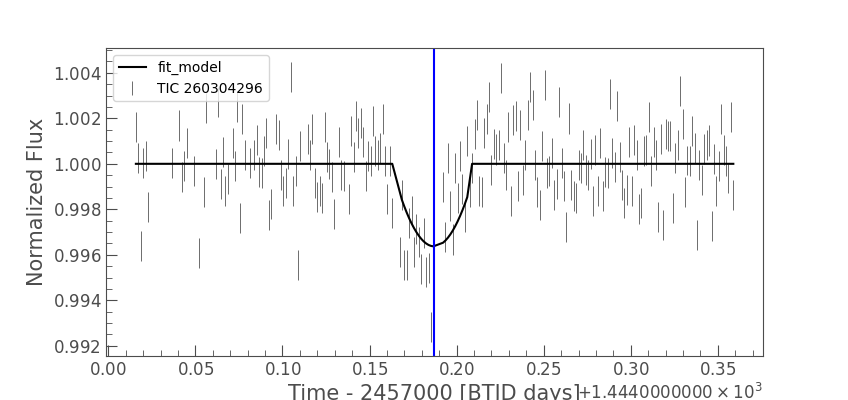 fit_model
TIC 260304296
Normalized Flux
1.004
1.002
1.000
0.998
0.996
0.994
0.992
0.00 0.05 0.10 0.15 0.20 0.25 0.30 0.35
Time - 2457000 [BTJD days]
+1.4440000000 × 10³